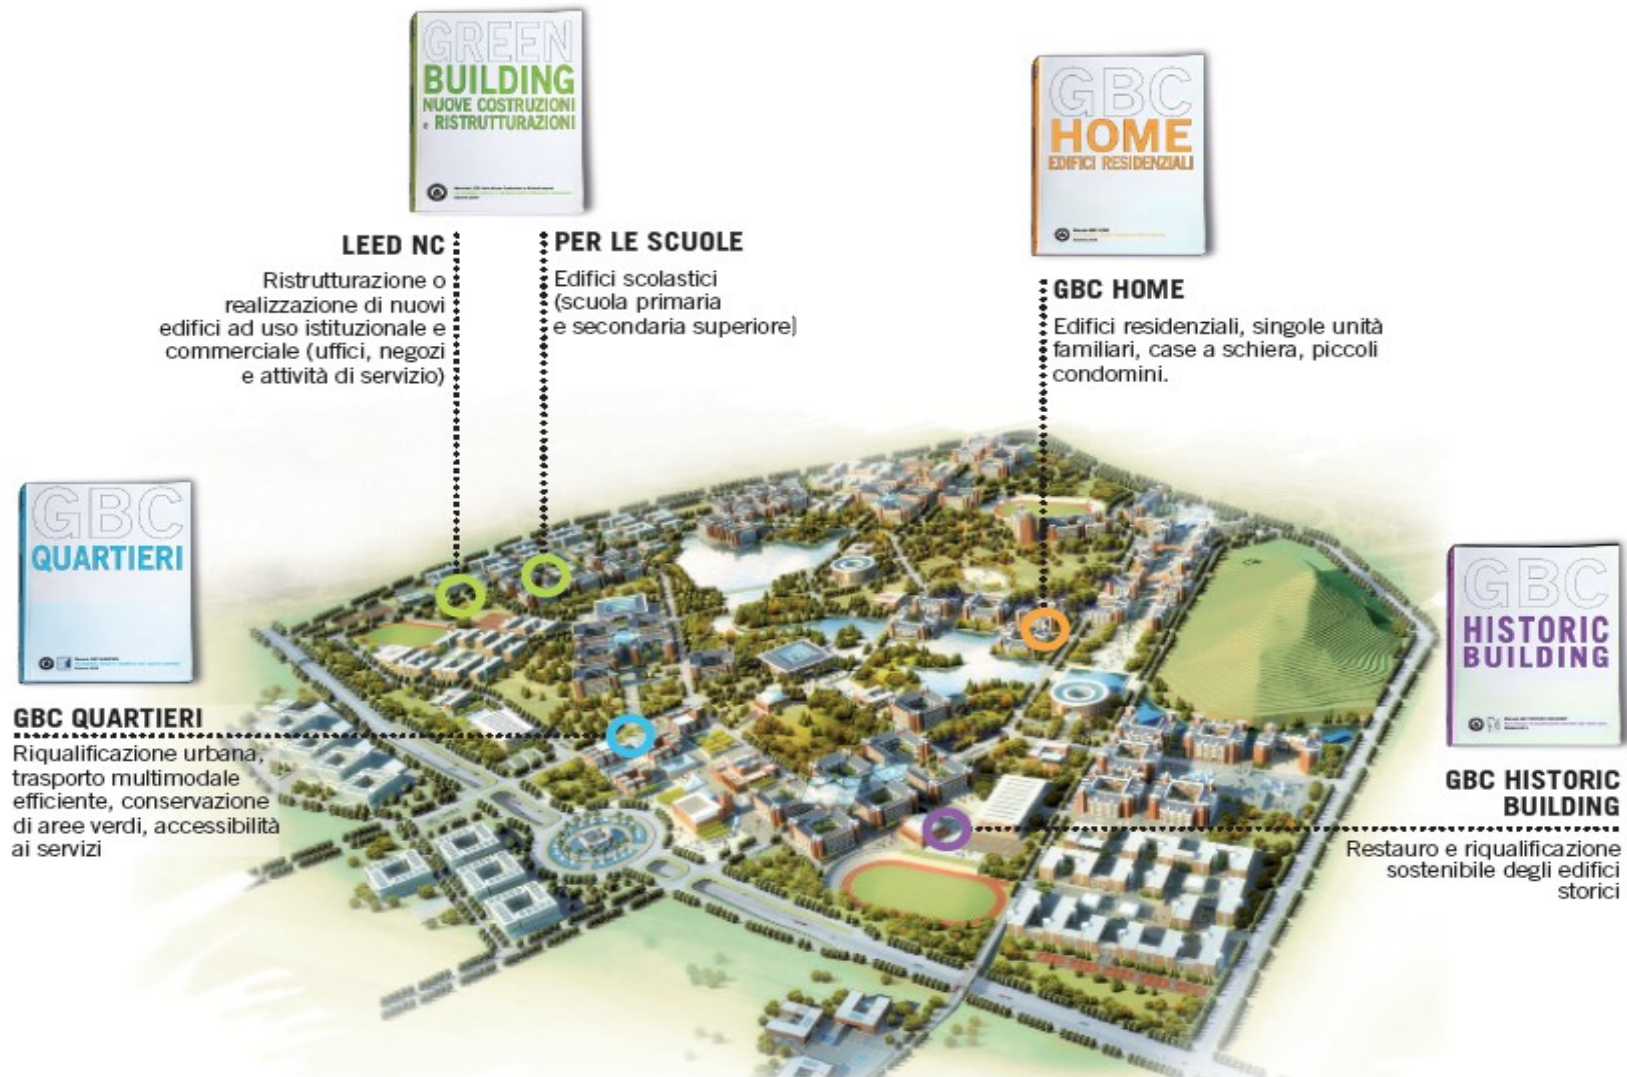 GREEN
BUILDING
NUOVE COSTRUZIONI
e RISTRUTTURAZIONI
GBC
HOME
EDIFICI RESIDENZIALI
LEED NC
Ristrutturazione o
realizzazione di nuovi
edifici ad uso istituzionale e
commerciale (uffici, negozi
e attività di servizio)
PER LE SCUOLE
Edifici scolastici
(scuola primaria
e secondaria superiore)
GBC HOME
Edifici residenziali, singole unità
familiari, case a schiera, piccoli
condomini.
GBC
QUARTIERI
GBC QUARTIERI
Riqualificazione urbana,
trasporto multimodale
efficiente, conservazione
di aree verdi, accessibilità
ai servizi
GBC
HISTORIC
BUILDING
GBC HISTORIC
BUILDING
Restauro e riqualificazione
sostenibile degli edifici
storici